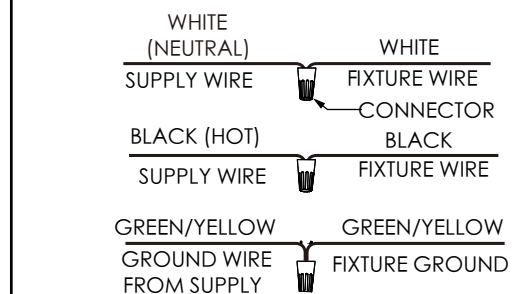 WHITE
(NEUTRAL)
WHITE
SUPPLY WIRE
FIXTURE WIRE
CONNECTOR
BLACK (HOT)
BLACK
SUPPLY WIRE
FIXTURE WIRE
GREEN/YELLOW
GREEN/YELLOW
GROUND WIRE
FROM SUPPLY
FIXTURE GROUND